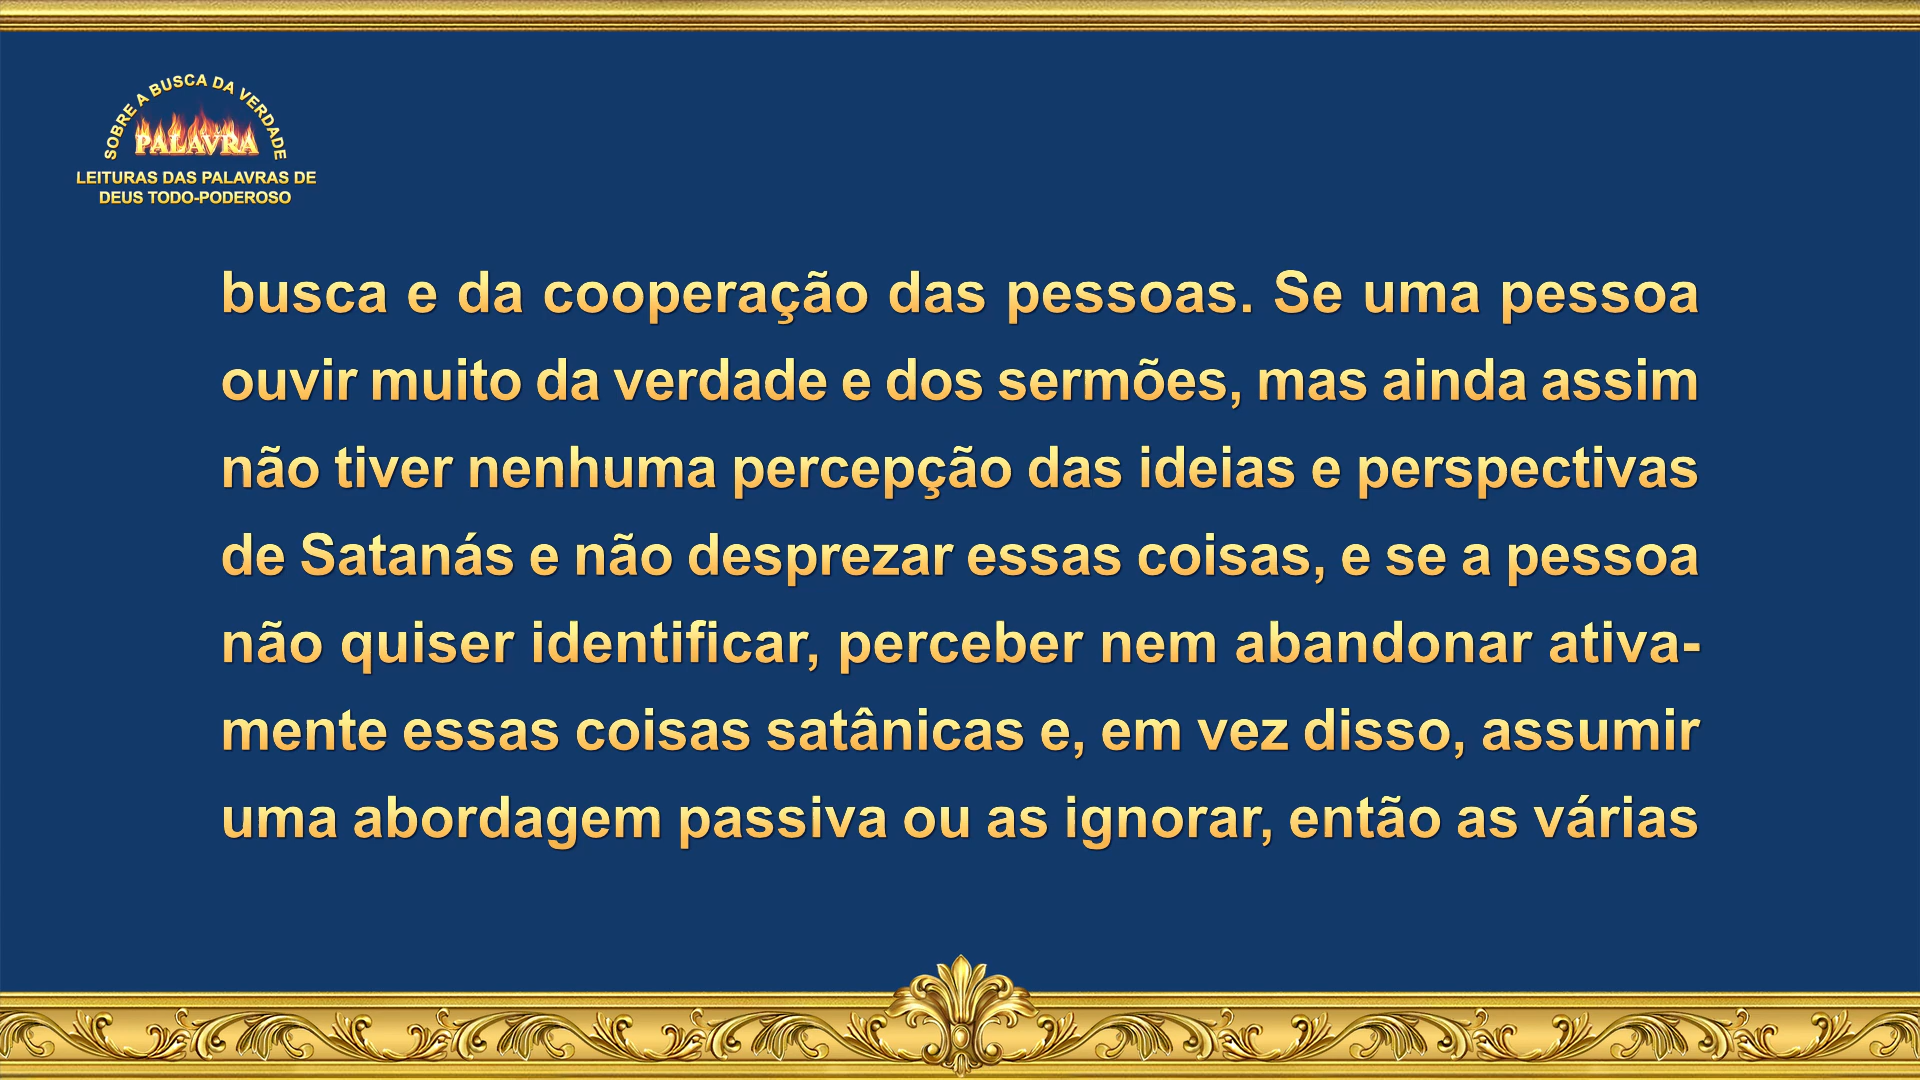 SOBRE A BUSCA DA VERDADE
PALAVRA
LEITURAS DAS PALAVRAS DE
DEUS TODO-PODEROSO
busca e da cooperação das pessoas. Se uma pessoa
ouvir muito da verdade e dos sermões, mas ainda assim
não tiver nenhuma percepção das ideias e perspectivas
de Satanás e não desprezar essas coisas, e se a pessoa
não quiser identificar, perceber nem abandonar ativa-
mente essas coisas satânicas e, em vez disso, assumir
uma abordagem passiva ou as ignorar, então as várias